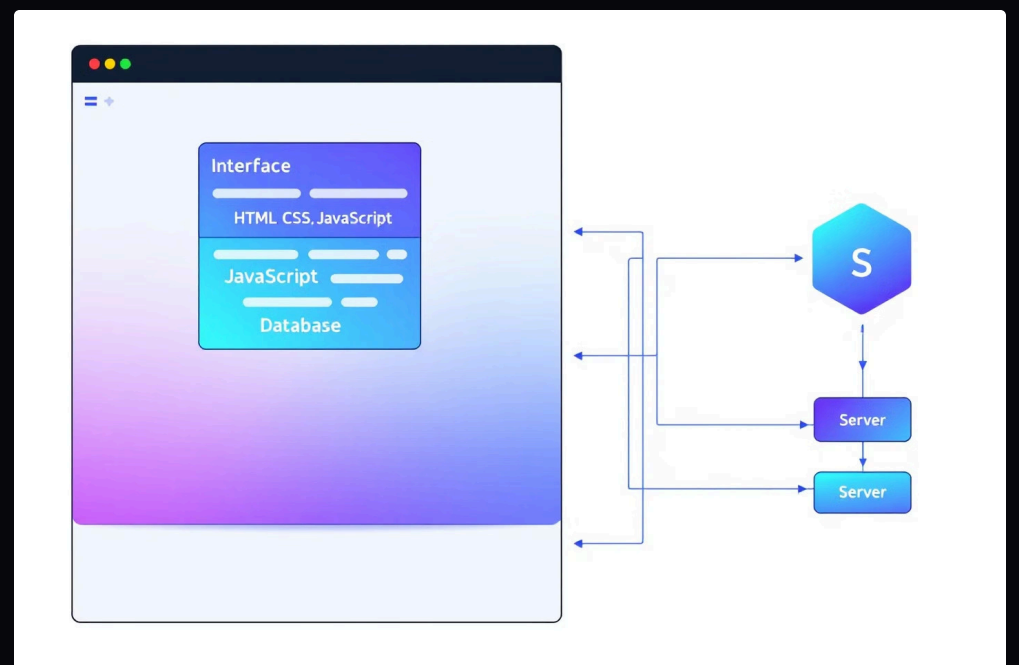 Interface
HTML CSS, JavaScript
JavaScript
Database
S
Server
Server